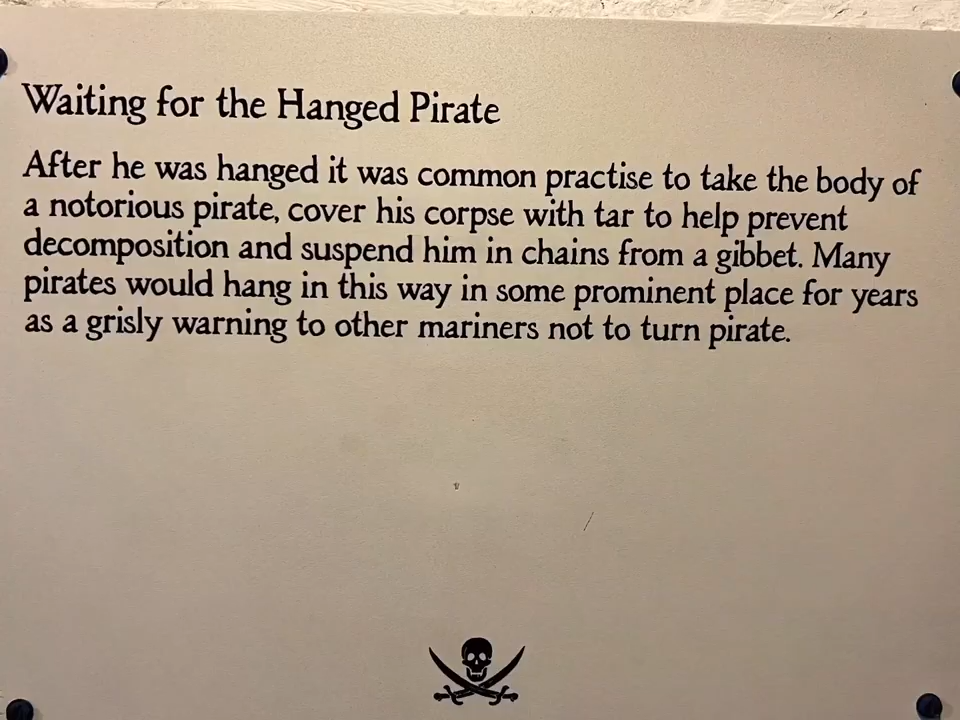 Waiting for the Hanged Pirate
After he was hanged it was common practise to take the body of
a notorious pirate, cover his corpse with tar to help prevent
decomposition and suspend him in chains from a gibbet. Many
pirates would hang in this way in some prominent place for years
as a grisly warning to other mariners not to turn pirate.